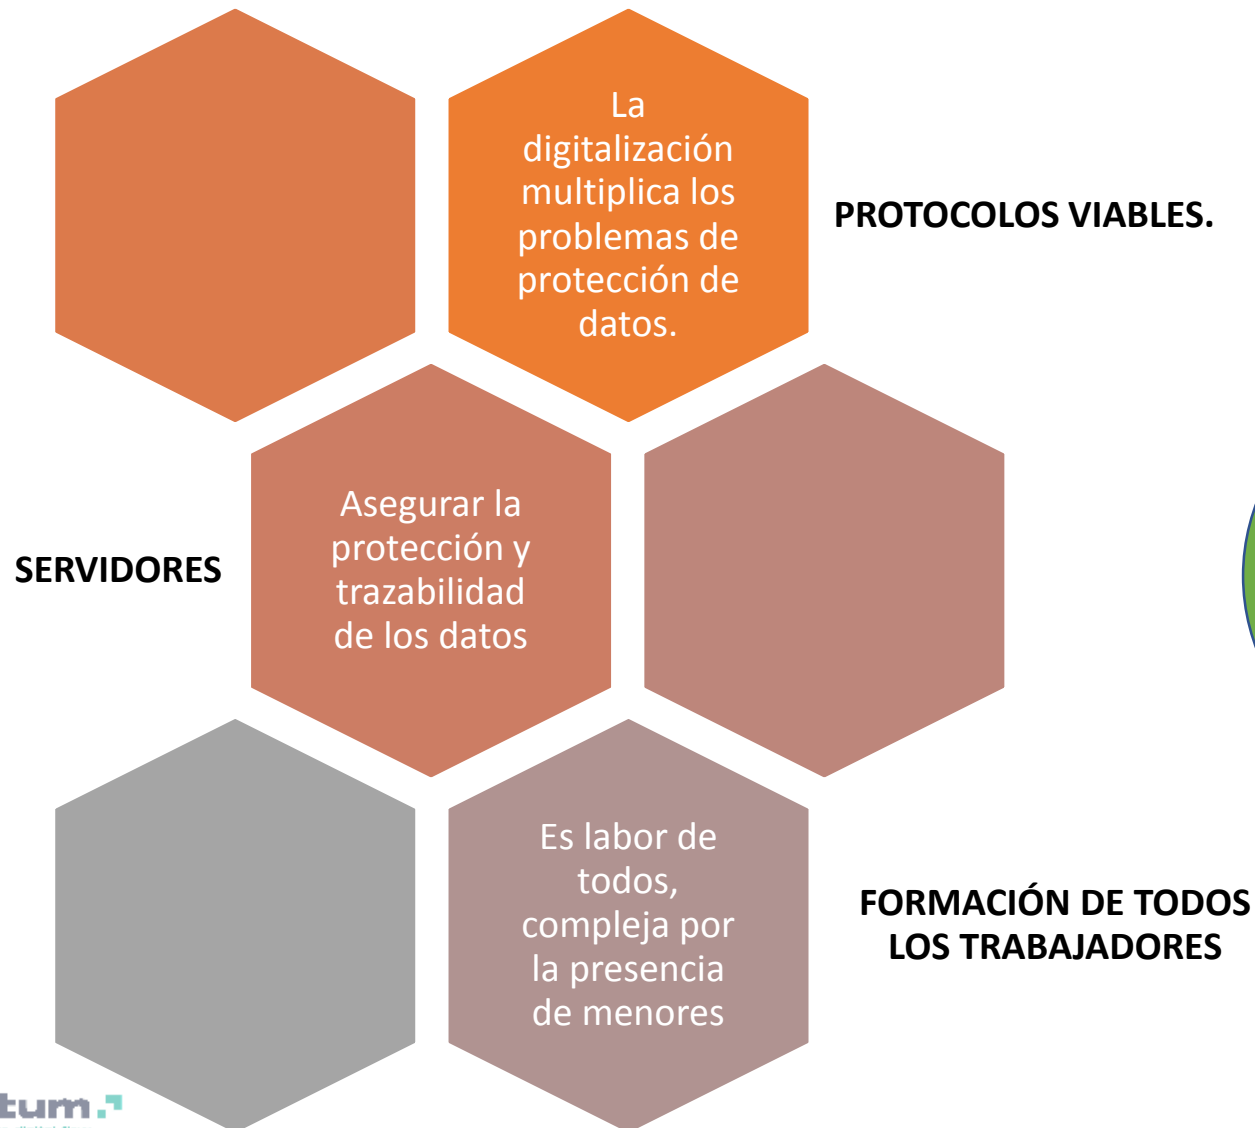 La
digitalización
multiplica los
problemas de
protección de
datos.
PROTOCOLOS VIABLES.
Asegurar la
protección y
trazabilidad
de los datos
SERVIDORES
Es labor de
todos,
compleja por
la presencia
de menores
FORMACIÓN DE TODOS
LOS TRABAJADORES
tum